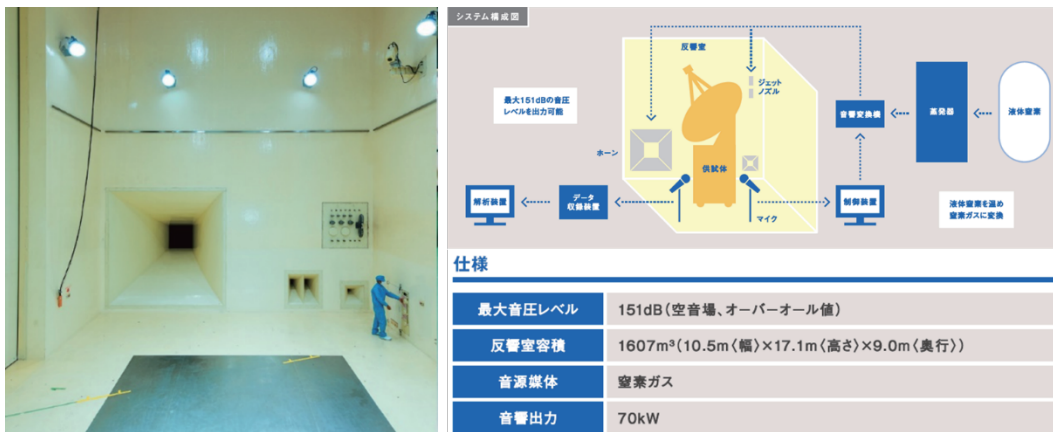 システム構成図
反響室
ジェット
ノズル
最大151dBの音圧
レベルを出力可能
音響変換機
蒸発器
液体窒素
ホーン
供試体
解析装置
データ
収録装置
マイク
制御装置
液体窒素を温め
窒素ガスに変換
仕様
最大音圧レベル 151dB（空音場、オーバーオール値）
反響室容積 1607m³（10.5m〈幅〉×17.1m〈高さ〉×9.0m〈奥行〉）
音源媒体 窒素ガス
音響出力 70kW